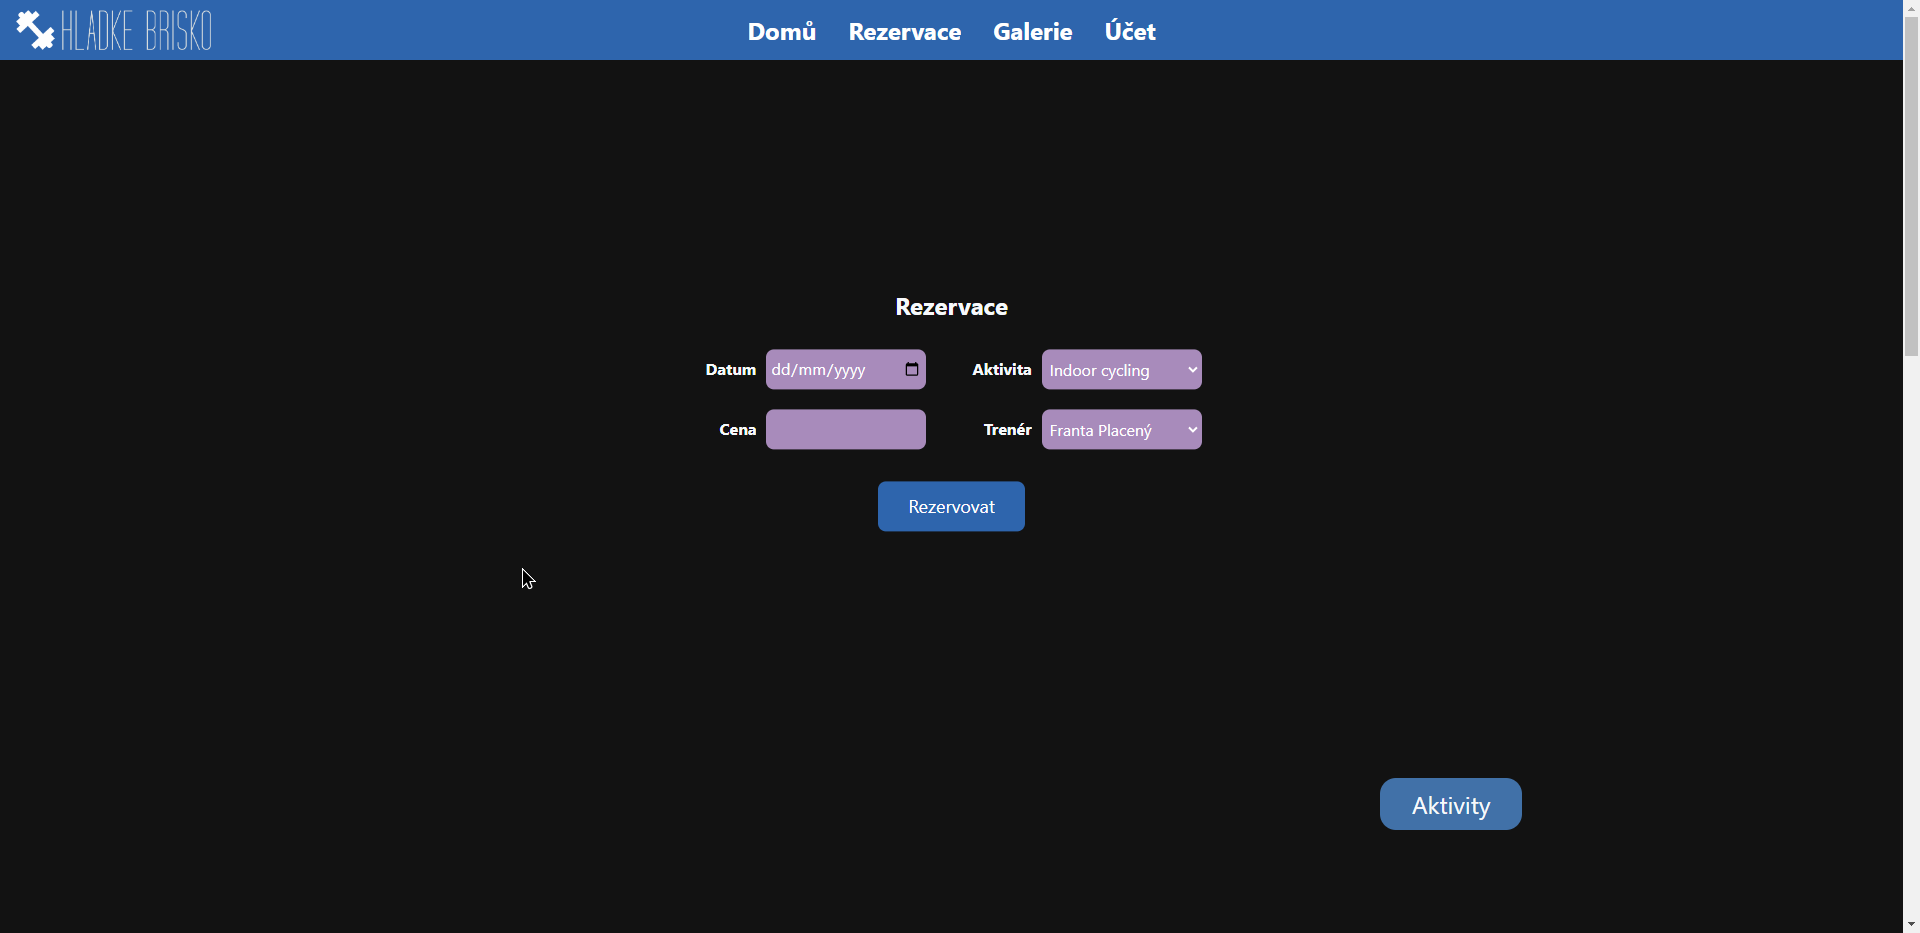 HLADKE BRISKO
Domů Rezervace Galerie Účet
Rezervace
Datum dd/mm/yyyy Aktivita Indoor cycling
Cena Trenér Franta Placený
Rezervovat
Aktivity